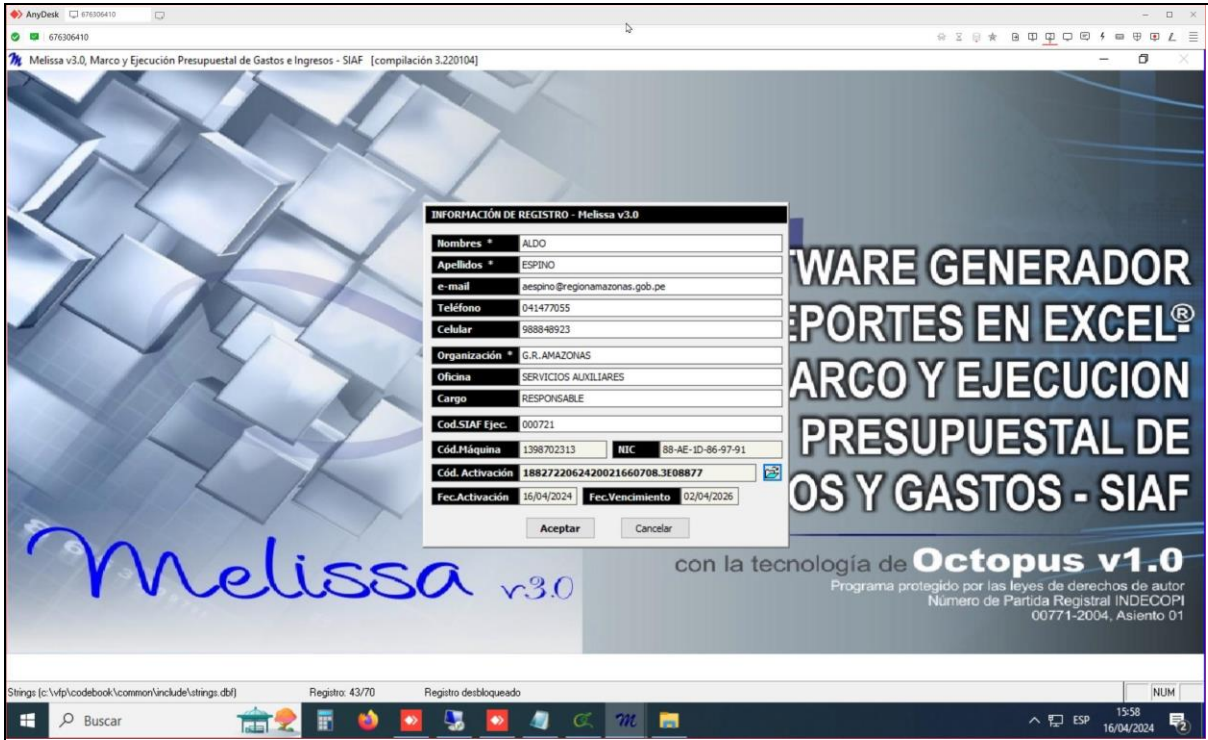 AnyDesk 676306410
676306410
Melissa v3.0, Marco y Ejecución Presupuestal de Gastos e Ingresos - SIAF [compilación 3.220104]
INFORMACIÓN DE REGISTRO - Melissa v3.0
Nombres * ALDO
Apellidos * ESPINO
e-mail aespino@regionamazonas.gob.pe
Teléfono 041477055
Celular 988848923
Organización * G.R.AMAZONAS
Oficina SERVICIOS AUXILIARES
Cargo RESPONSABLE
Cod.SIAF Ejec. 000721
Cód.Máquina 1398702313 NIC 88-AE-1D-86-97-91
Cód. Activación 1882722062420021660708.3E08877
Fec.Activación 16/04/2024 Fec.Vencimiento 02/04/2026
Aceptar Cancelar
WARE GENERADOR
EPORTES EN EXCEL®
ARCO Y EJECUCION
PRESUPUESTAL DE
OS Y GASTOS - SIAF
Melissa v3.0
con la tecnología de Octopus v1.0
Programa protegido por las leyes de derechos de autor
Número de Partida Registral INDECOPI
00771-2004, Asiento 01
Strings (c:\vfp\codebook\common\include\strings.dbf) Registro: 43/70 Registro desbloqueado NUM
Buscar ESP 15:58
16/04/2024 2